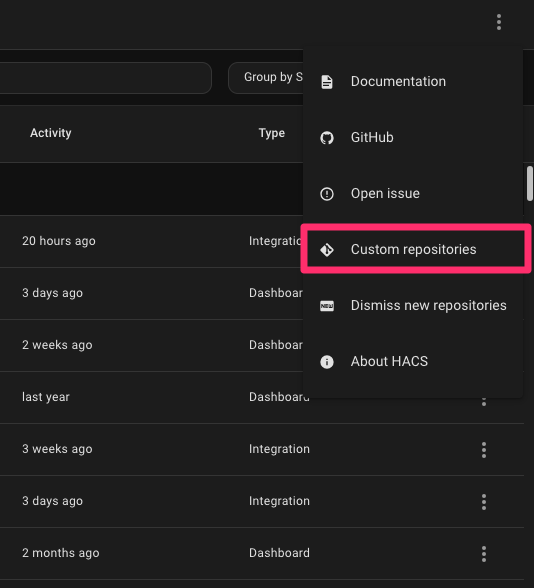 Group by S
Documentation
Activity
Type
GitHub
Open issue
20 hours ago
Integratio
Custom repositories
3 days ago
Dashboar
NEW
Dismiss new repositories
2 weeks ago
Dashboar
About HACS
last year
Dashboard
3 weeks ago
Integration
3 days ago
Integration
2 months ago
Dashboard